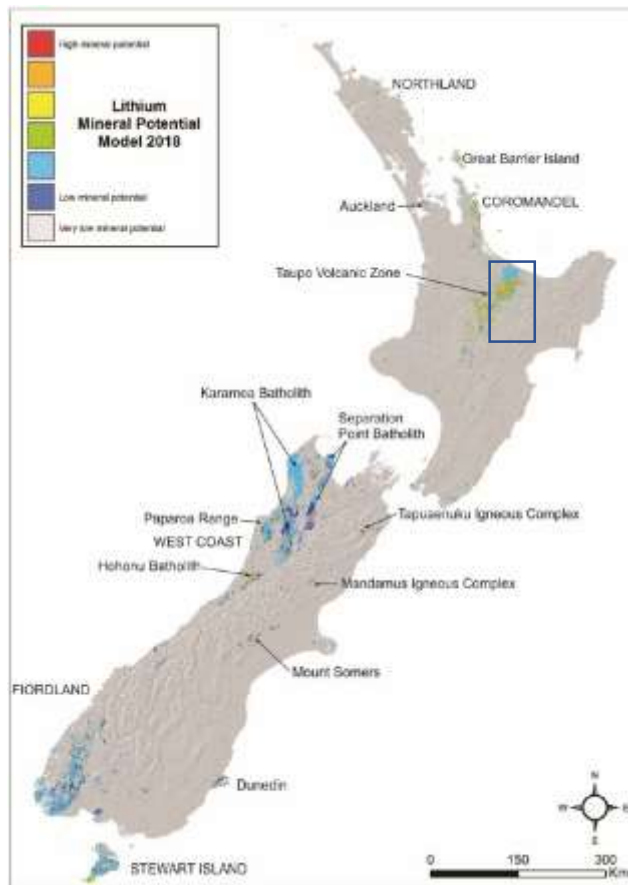 High mineral potential
Lithium
Mineral Potential
Model 2018
Low mineral potential
Very low mineral potential
NORTHLAND
Great Barrier Island
Auckland
COROMANDEL
Taupo Volcanic Zone
Karamea Batholith
Separation
Point Batholith
Paparoa Range
WEST COAST
Tapuaenuku Igneous Complex
Hohonu Batholith
Mandamus Igneous Complex
Mount Somers
FIORDLAND
Dunedin
STEWART ISLAND
N
W
E
S
0 150 300
Km